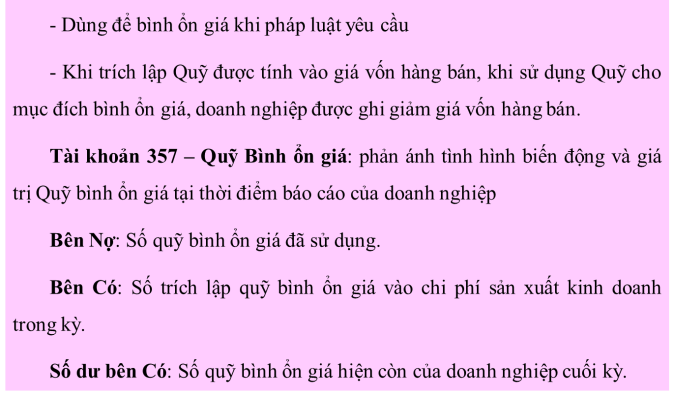 - Dùng để bình ổn giá khi pháp luật yêu cầu
- Khi trích lập Quỹ được tính vào giá vốn hàng bán, khi sử dụng Quỹ cho
mục đích bình ổn giá, doanh nghiệp được ghi giảm giá vốn hàng bán.
Tài khoản 357 – Quỹ Bình ổn giá: phản ánh tình hình biến động và giá
trị Quỹ bình ổn giá tại thời điểm báo cáo của doanh nghiệp
Bên Nợ: Số quỹ bình ổn giá đã sử dụng.
Bên Có: Số trích lập quỹ bình ổn giá vào chi phí sản xuất kinh doanh
trong kỳ.
Số dư bên Có: Số quỹ bình ổn giá hiện còn của doanh nghiệp cuối kỳ.